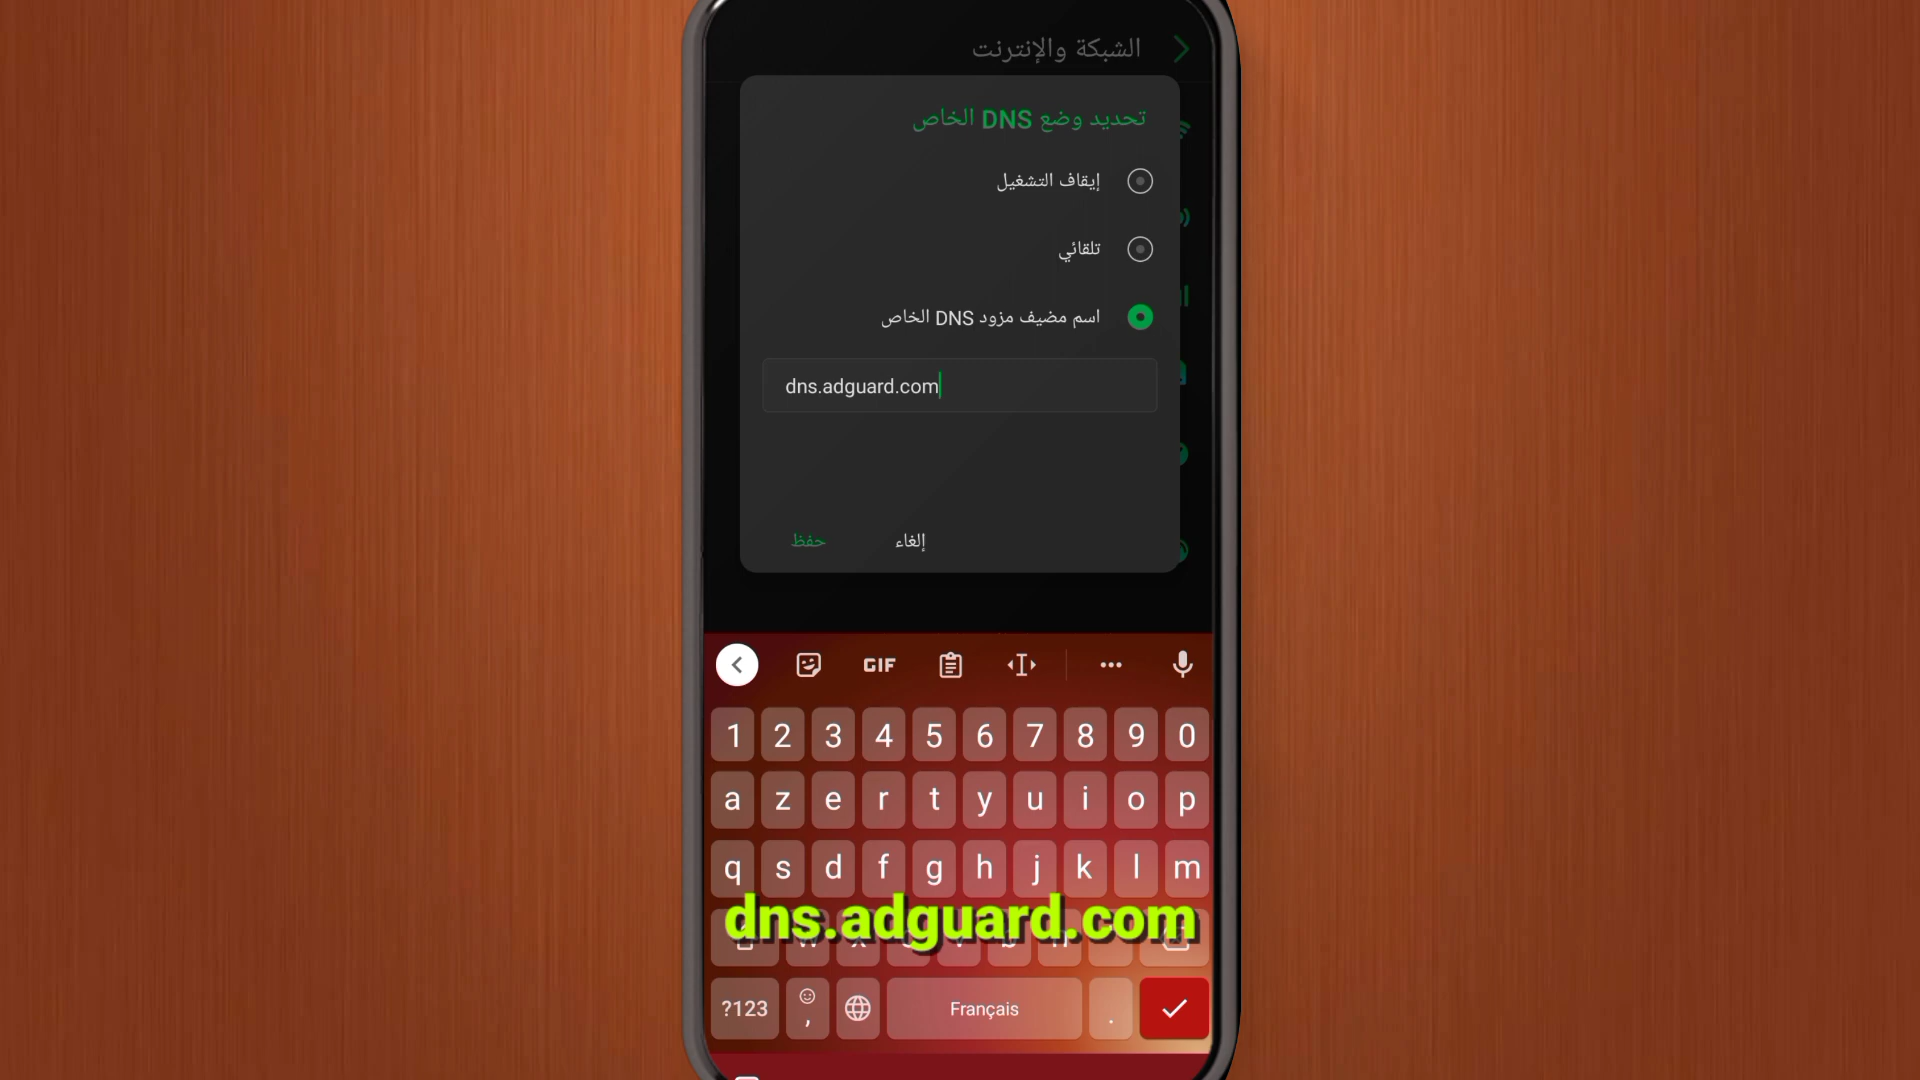 الشبكة والإنترنت
تحديد وضع DNS الخاص
إيقاف التشغيل
تلقائي
اسم مضيف مزود DNS الخاص
dns.adguard.com
إلغاء
حفظ
GIF
1 2 3 4 5 6 7 8 9 0
a z e r t y u i o p
q s d f g h j k l m
dns.adguard.com
?123 , Français .